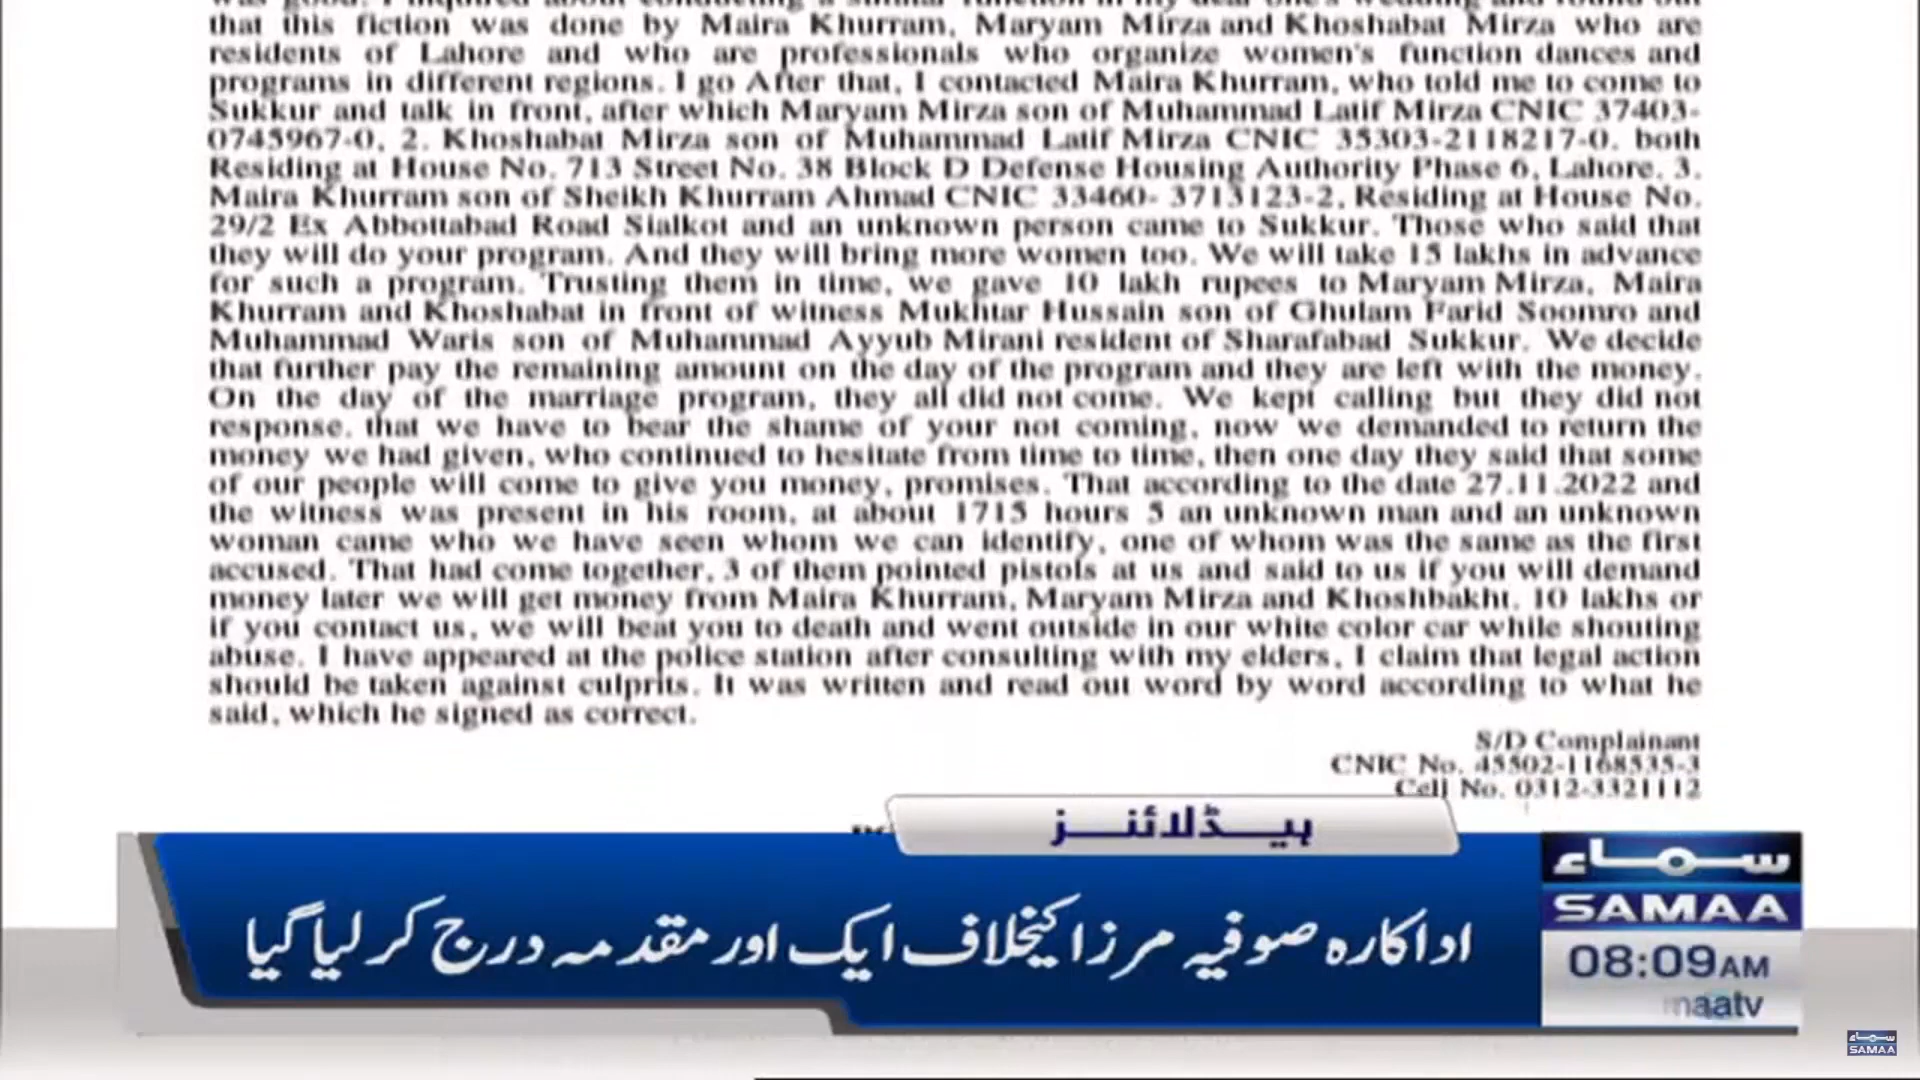 that this fiction was done by Maira Khurram, Maryam Mirza and Khoshabat Mirza who are
residents of Lahore and who are professionals who organize women's function dances and
programs in different regions. I go After that, I contacted Maira Khurram, who told me to come to
Sukkur and talk in front, after which Maryam Mirza son of Muhammad Latif Mirza CNIC 37403-
0745967-0, 2. Khoshabat Mirza son of Muhammad Latif Mirza CNIC 35303-2118217-0. both
Residing at House No. 713 Street No. 38 Block D Defense Housing Authority Phase 6, Lahore. 3.
Maira Khurram son of Sheikh Khurram Ahmad CNIC 33460- 3713123-2, Residing at House No.
29/2 Ex Abbottabad Road Sialkot and an unknown person came to Sukkur. Those who said that
they will do your program. And they will bring more women too. We will take 15 lakhs in advance
for such a program. Trusting them in time, we gave 10 lakh rupees to Maryam Mirza, Maira
Khurram and Khoshabat in front of witness Mukhtar Hussain son of Ghulam Farid Soomro and
Muhammad Waris son of Muhammad Ayyub Mirani resident of Sharafabad Sukkur. We decide
that further pay the remaining amount on the day of the program and they are left with the money.
On the day of the marriage program, they all did not come. We kept calling but they did not
response. that we have to bear the shame of your not coming, now we demanded to return the
money we had given, who continued to hesitate from time to time, then one day they said that some
of our people will come to give you money, promises. That according to the date 27.11.2022 and
the witness was present in his room, at about 1715 hours 5 an unknown man and an unknown
woman came who we have seen whom we can identify, one of whom was the same as the first
accused. That had come together, 3 of them pointed pistols at us and said to us if you will demand
money later we will get money from Maira Khurram, Maryam Mirza and Khoshbakht. 10 lakhs or
if you contact us, we will beat you to death and went outside in our white color car while shouting
abuse. I have appeared at the police station after consulting with my elders, I claim that legal action
should be taken against culprits. It was written and read out word by word according to what he
said, which he signed as correct.
S/D Complainant
CNIC No. 45502-1168535-3
Cell No. 0312-3321112
ہیڈلائنز
اداکارہ صوفیہ مرزا کیخلاف ایک اور مقدمہ درج کر لیا گیا
سماء
SAMAA
08:09AM
maatv
سماء
SAMAA